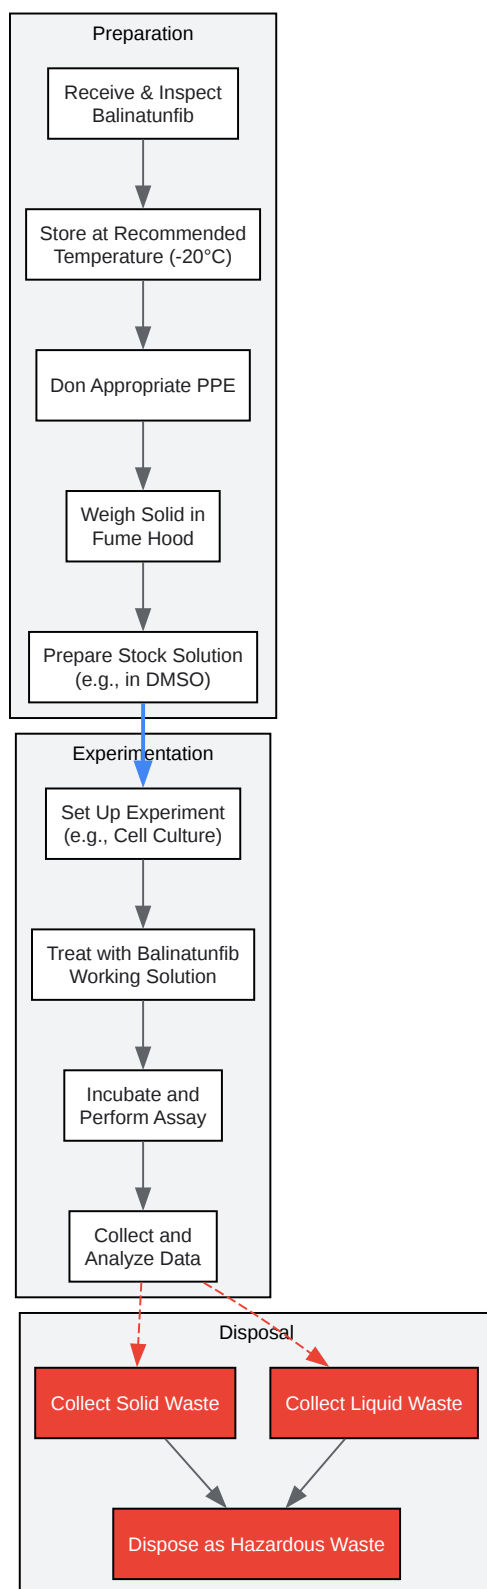 Preparation
Receive & Inspect
Balinatunfib
Store at Recommended
Temperature (-20°C)
Don Appropriate PPE
Weigh Solid in
Fume Hood
Prepare Stock Solution
(e.g., in DMSO)
Experimentation
Set Up Experiment
(e.g., Cell Culture)
Treat with Balinatunfib
Working Solution
Incubate and
Perform Assay
Collect and
Analyze Data
Disposal
Collect Solid Waste
Collect Liquid Waste
Dispose as Hazardous Waste